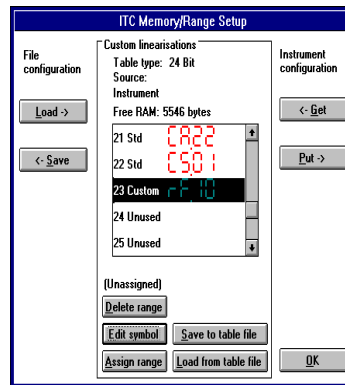 ITC Memory/Range Setup
File
configuration
Load ->
<- Save
Custom linearisations
Table type: 24 Bit
Source:
Instrument
Free RAM: 5546 bytes
21 Std CA22
22 Std CS01
23 Custom rF10
24 Unused
25 Unused
(Unassigned)
Delete range
Edit symbol
Save to table file
Assign range
Load from table file
Instrument
configuration
<- Get
Put ->
OK